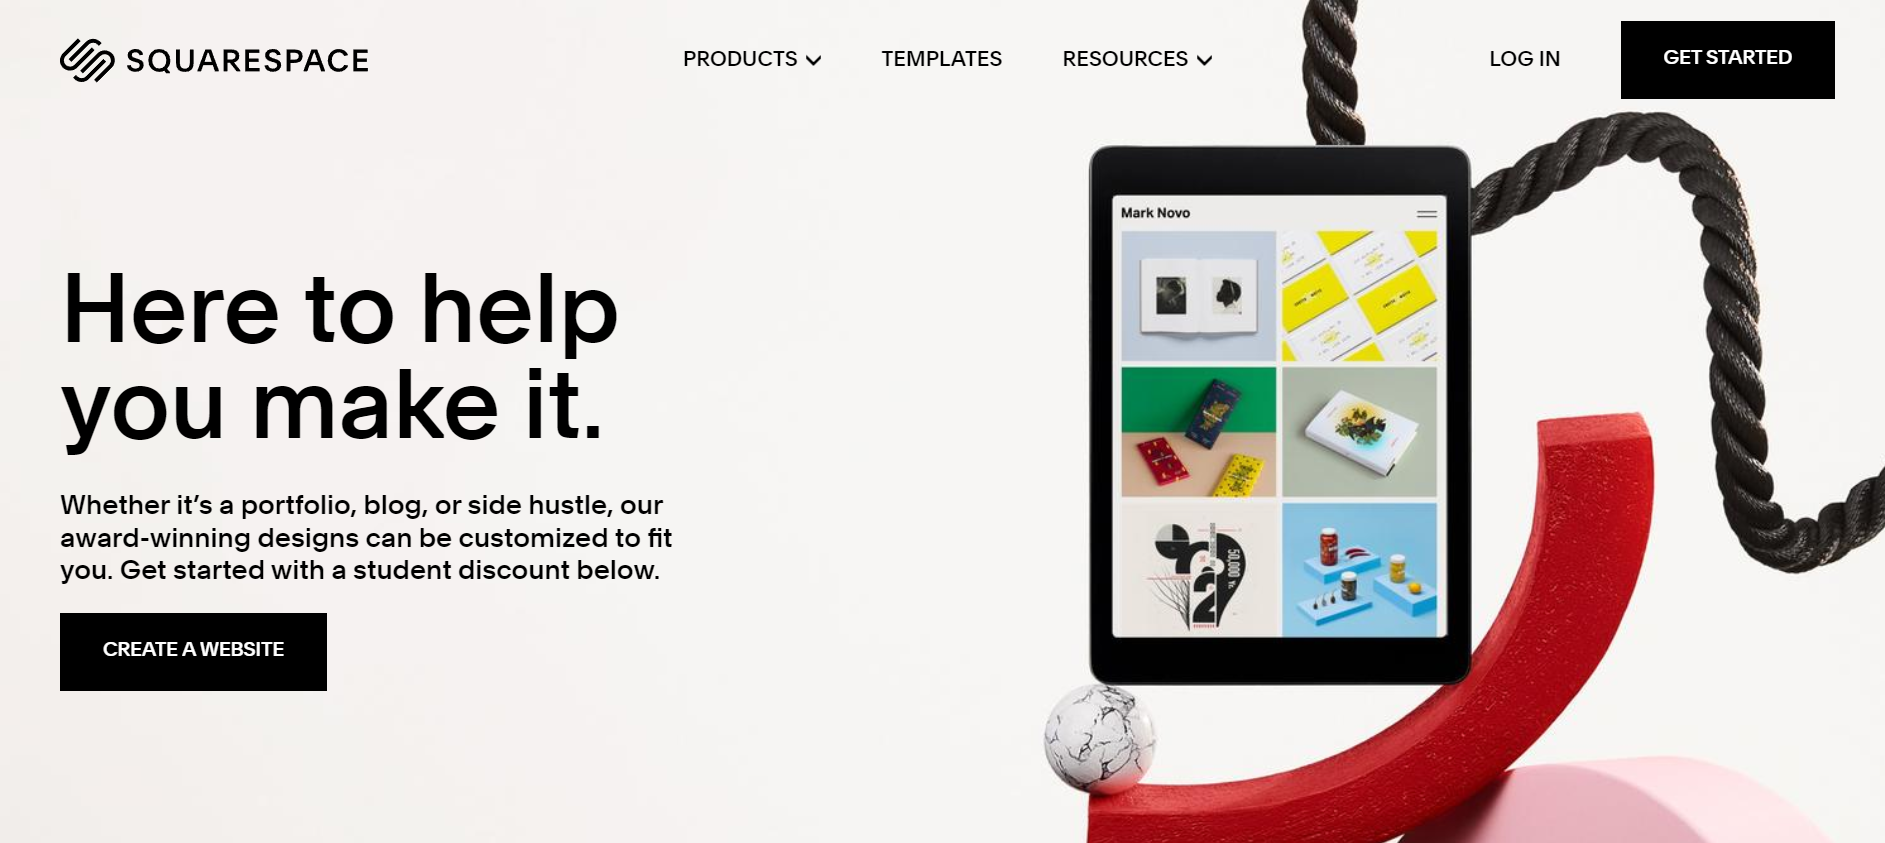 SQUARESPACE
PRODUCTS
TEMPLATES
RESOURCES
LOG IN
GET STARTED
Here to help
you make it.
Whether it’s a portfolio, blog, or side hustle, our
award-winning designs can be customized to fit
you. Get started with a student discount below.
CREATE A WEBSITE
Mark Novo
50,000 Yr.